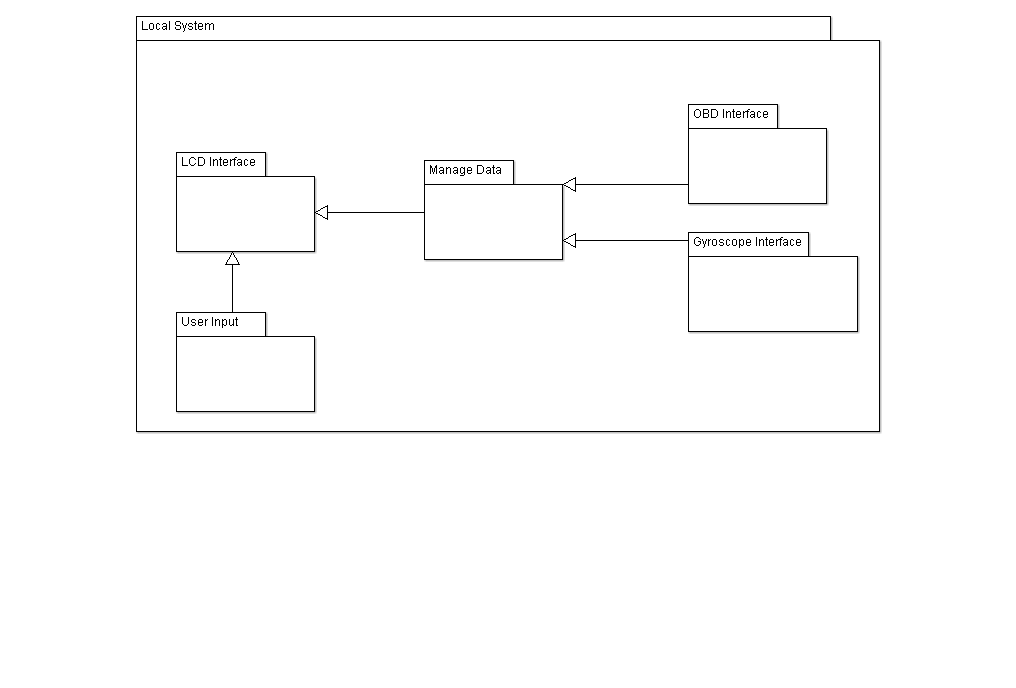 Local System
OBD Interface
LCD Interface
Manage Data
Gyroscope Interface
User Input